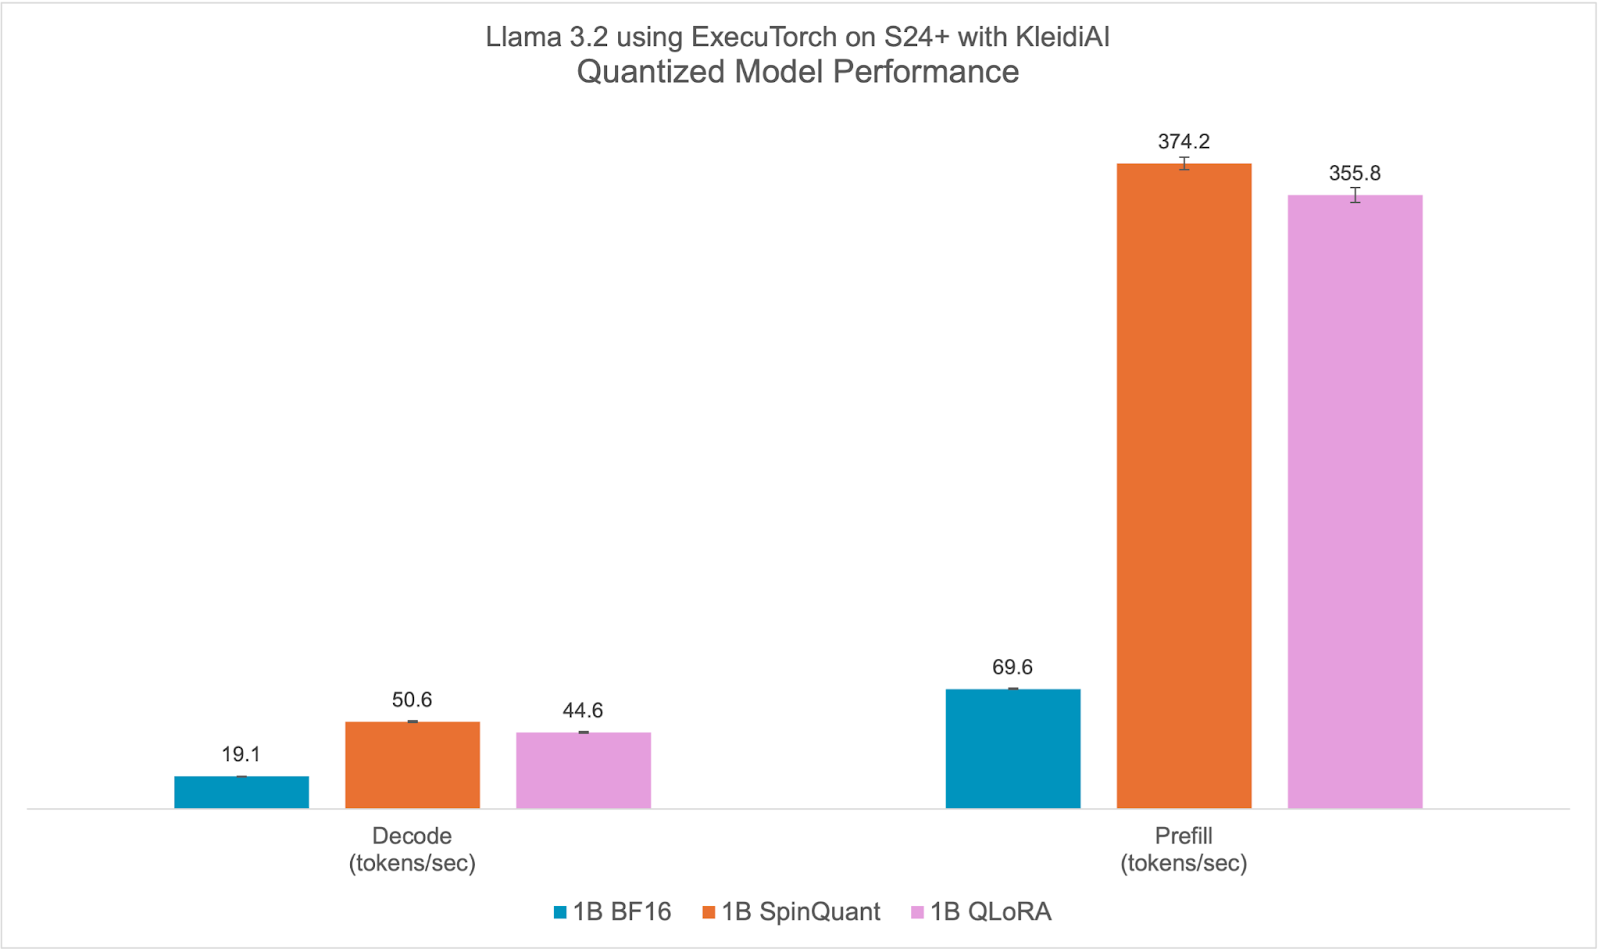 Llama 3.2 using ExecuTorch on S24+ with KleidiAI
Quantized Model Performance
374.2
355.8
69.6
50.6
44.6
19.1
Decode
(tokens/sec)
Prefill
(tokens/sec)
1B BF16 1B SpinQuant 1B QLoRA